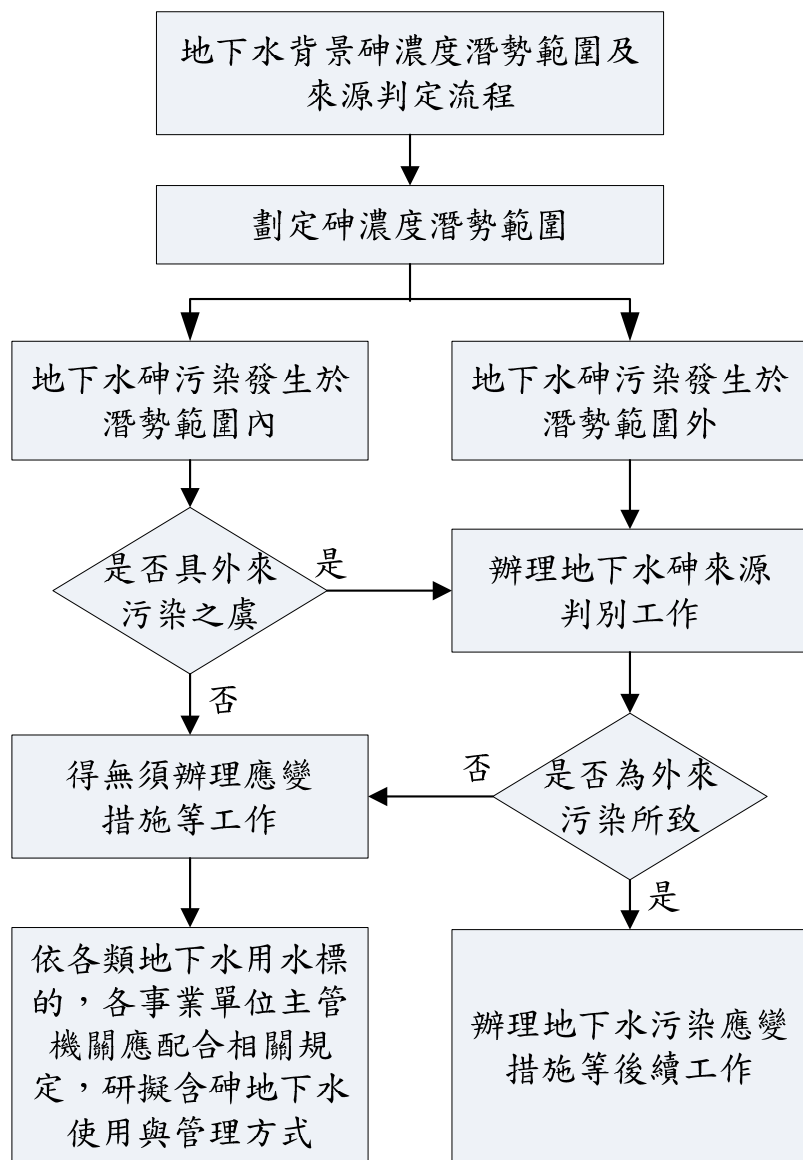 地下水背景砷濃度潛勢範圍及
來源判定流程
劃定砷濃度潛勢範圍
地下水砷污染發生於
潛勢範圍內
地下水砷污染發生於
潛勢範圍外
是否具外來
污染之虞
是
辦理地下水砷來源
判別工作
否
得無須辦理應變
措施等工作
否
是否為外來
污染所致
是
依各類地下水用水標
的，各事業單位主管
機關應配合相關規
定，研擬含砷地下水
使用與管理方式
辦理地下水污染應變
措施等後續工作